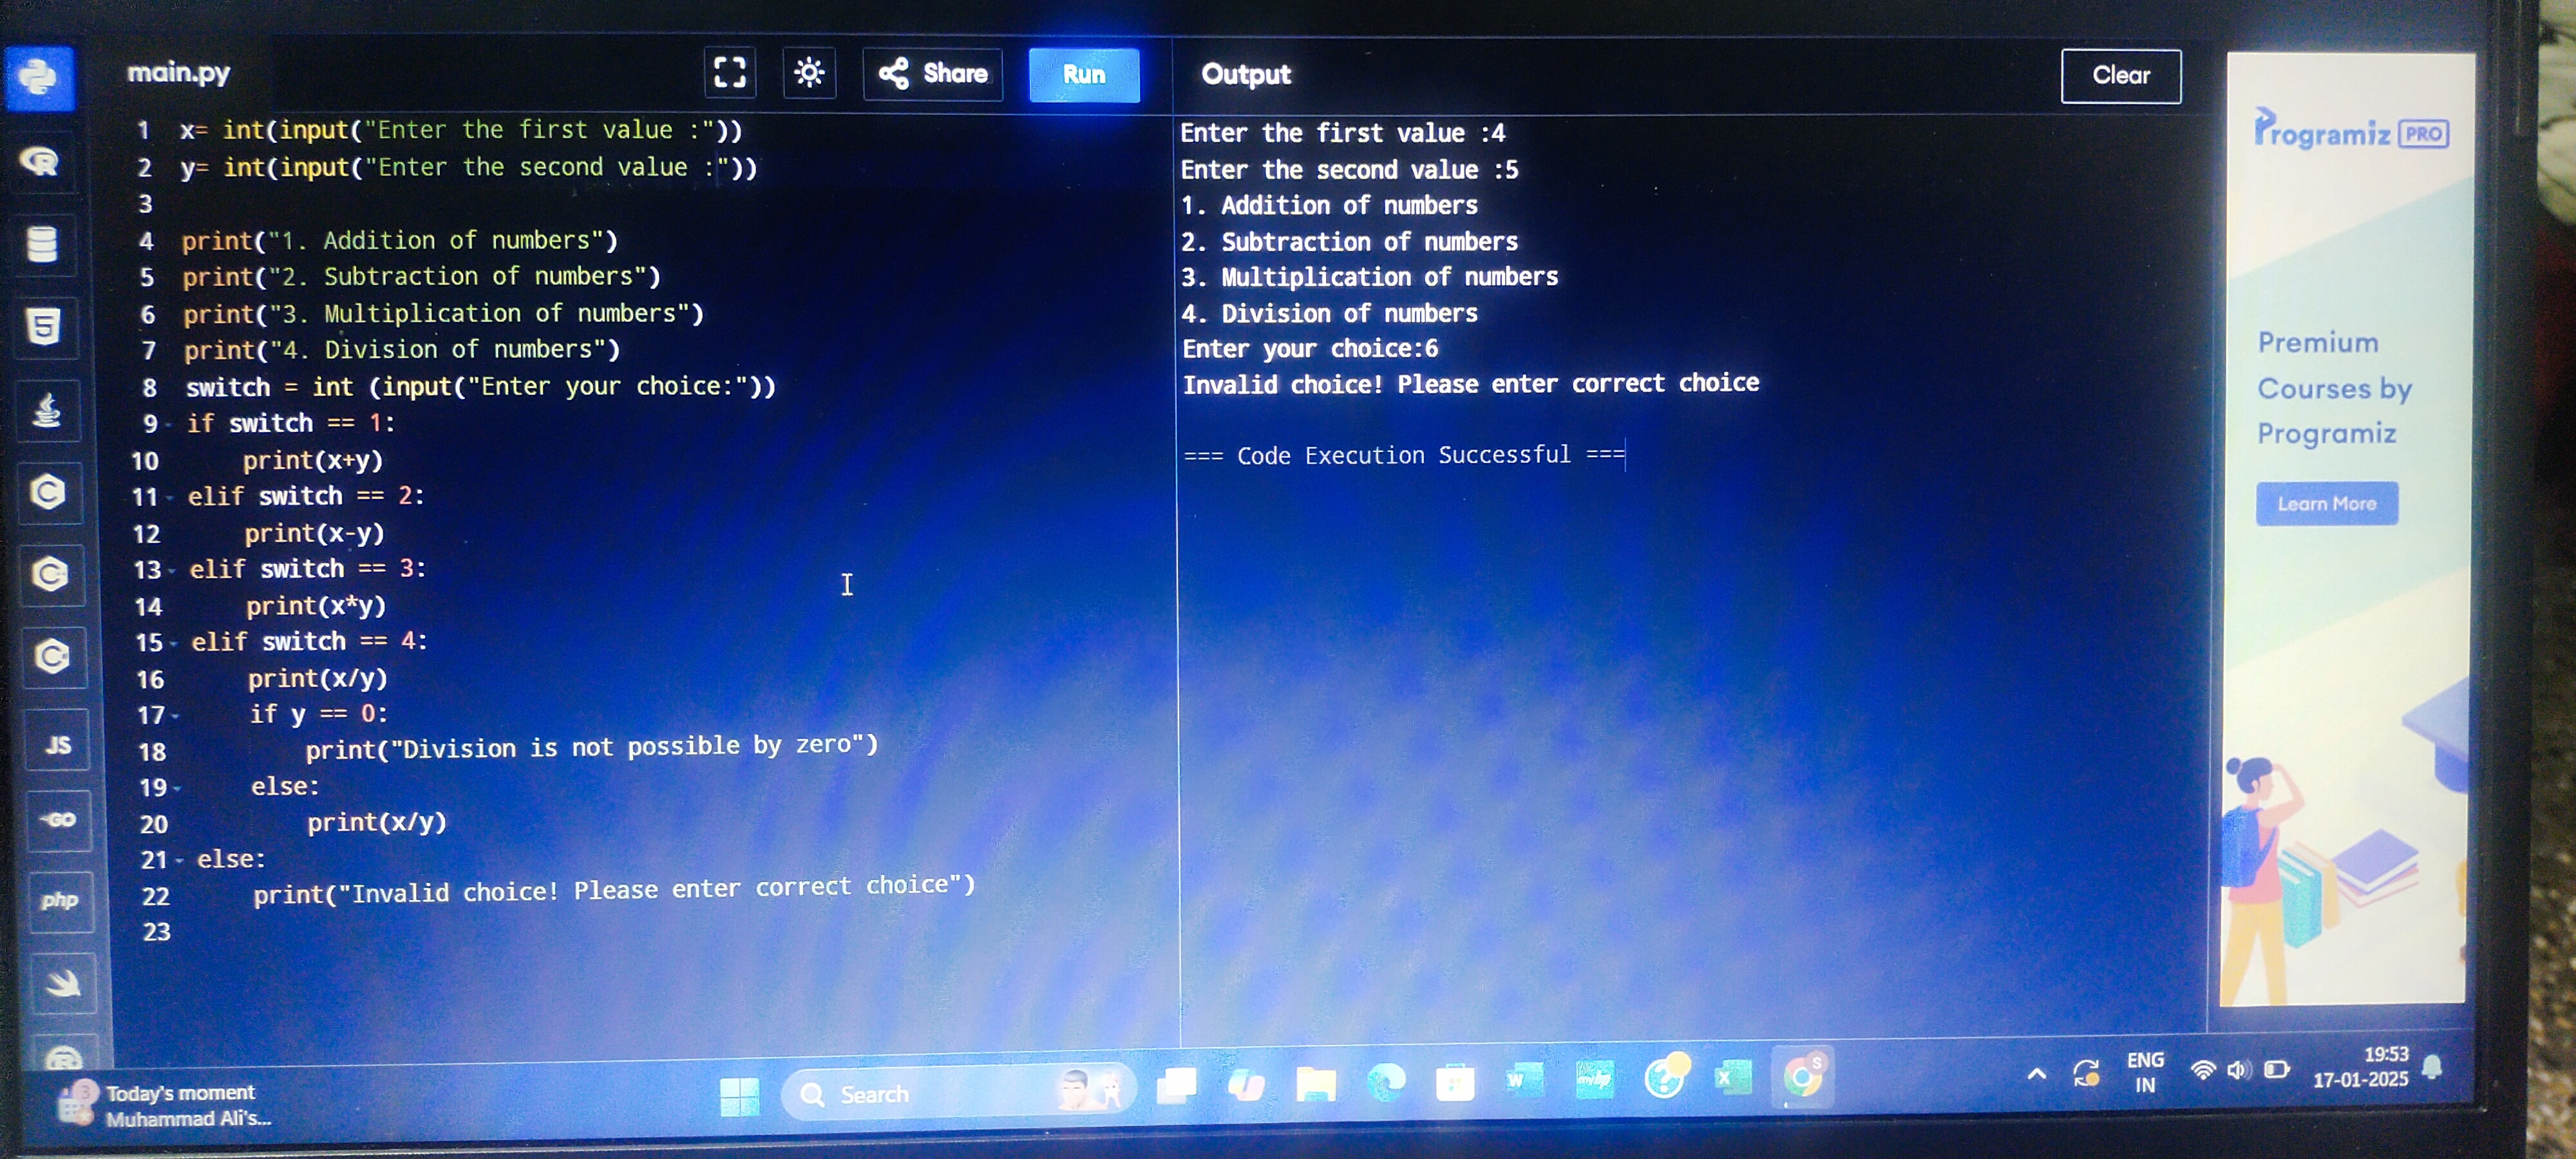 main.py
Share
Run
Output
Clear
1 x= int(input("Enter the first value :"))
2 y= int(input("Enter the second value :"))
3
4 print("1. Addition of numbers")
5 print("2. Subtraction of numbers")
6 print("3. Multiplication of numbers")
7 print("4. Division of numbers")
8 switch = int (input("Enter your choice:"))
9 if switch == 1:
10     print(x+y)
11 elif switch == 2:
12     print(x-y)
13 elif switch == 3:
14     print(x*y)
15 elif switch == 4:
16     print(x/y)
17     if y == 0:
18         print("Division is not possible by zero")
19     else:
20         print(x/y)
21 else:
22     print("Invalid choice! Please enter correct choice")
23
Enter the first value :4
Enter the second value :5
1. Addition of numbers
2. Subtraction of numbers
3. Multiplication of numbers
4. Division of numbers
Enter your choice:6
Invalid choice! Please enter correct choice
=== Code Execution Successful ===
Programiz PRO
Premium
Courses by
Programiz
Learn More
R
5
C
C
C
JS
GO
php
3
Today's moment
Muhammad Ali's...
Search
W
myhp
X
S
ENG
IN
19:53
17-01-2025